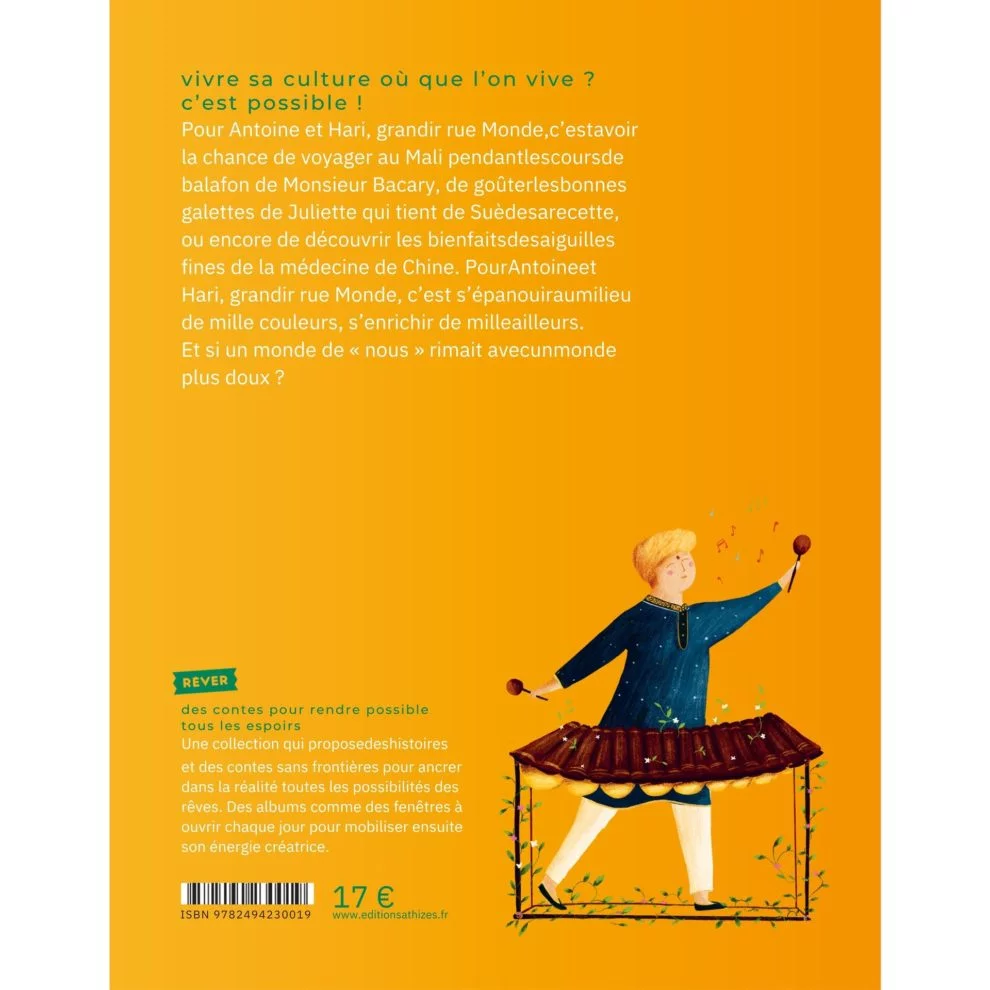 vivre sa culture où que l'on vive ?
c'est possible !
Pour Antoine et Hari, grandir rue Monde,c'estavoir
la chance de voyager au Mali pendantlescoursde
balafon de Monsieur Bacary, de goûterlesbonnes
galettes de Juliette qui tient de Suèdesarecette,
ou encore de découvrir les bienfaitsdesaiguilles
fines de la médecine de Chine. PourAntoineet
Hari, grandir rue Monde, c'est s'épanouiraumilieu
de mille couleurs, s'enrichir de milleailleurs.
Et si un monde de « nous » rimait avecunmonde
plus doux ?
RÊVER
des contes pour rendre possible
tous les espoirs
Une collection qui proposedeshistoires
et des contes sans frontières pour ancrer
dans la réalité toutes les possibilités des
rêves. Des albums comme des fenêtres à
ouvrir chaque jour pour mobiliser ensuite
son énergie créatrice.
ISBN 9782494230019
17 €
www.editionsathizes.fr